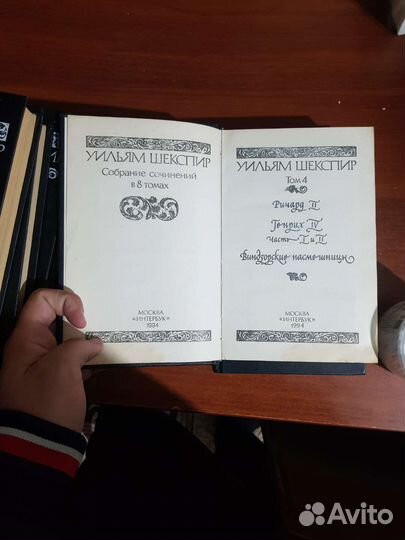 УИЛЬЯМ ШЕКСПИР
Собрание сочинений
в 8 томах
МОСКВА
«ИНТЕРБУК»
1994
УИЛЬЯМ ШЕКСПИР
Том 4
Ричард II
Генрих IV
Части I и II
Виндзорские насмешницы
МОСКВА
«ИНТЕРБУК»
1994
Avito